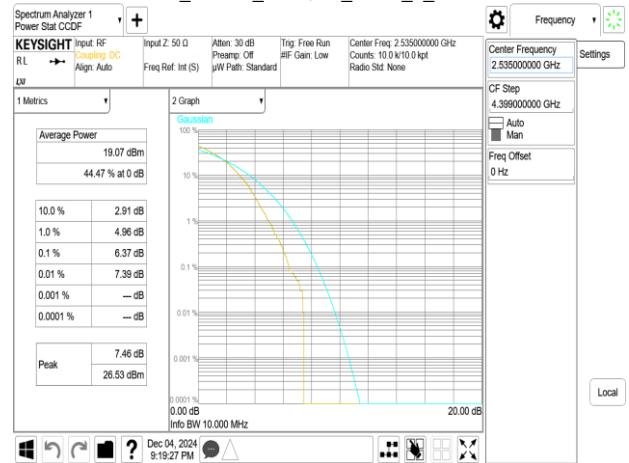 Spectrum Analyzer 1
Power Stat CCDF
Frequency
KEYSIGHT
RL
LXI
Input: RF
Coupling: DC
Align: Auto
Input Z: 50 Ω
Freq Ref: Int (S)
Atten: 30 dB
Preamp: Off
µW Path: Standard
Trig: Free Run
#IF Gain: Low
Center Freq: 2.535000000 GHz
Counts: 10.0 k/10.0 kpt
Radio Std: None
Center Frequency
2.535000000 GHz
Settings
CF Step
4.399000000 GHz
Auto
Man
Freq Offset
0 Hz
Local
1 Metrics
Average Power
19.07 dBm
44.47 % at 0 dB
10.0 % 2.91 dB
1.0 % 4.96 dB
0.1 % 6.37 dB
0.01 % 7.39 dB
0.001 % --- dB
0.0001 % --- dB
Peak
7.46 dB
26.53 dBm
2 Graph
Gaussian
100 %
10 %
1 %
0.1 %
0.01 %
0.001 %
0.0001 %
0.00 dB 20.00 dB
Info BW 10.000 MHz
?
Dec 04, 2024
9:19:27 PM